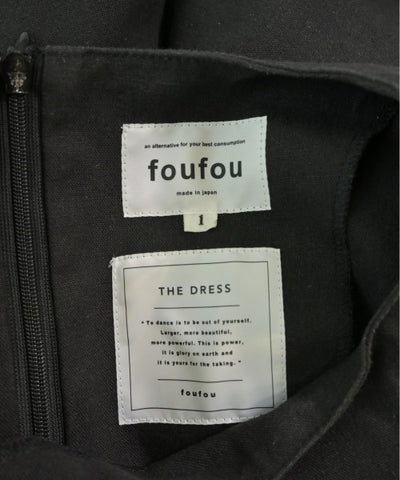 an alternative for your best consumption
foufou
made in japan
1
THE DRESS
" To dance is to be out of yourself.
Larger, more beautiful,
more powerful. This is power,
it is glory on earth and
it is yours for the taking. "
foufou